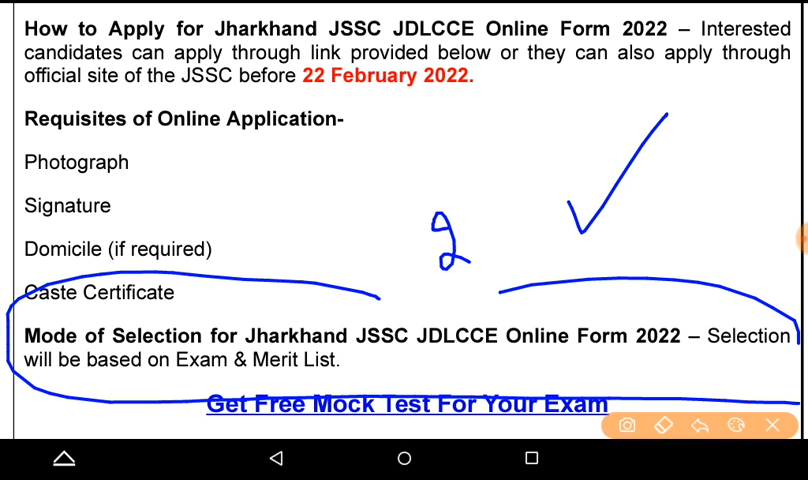 How to Apply for Jharkhand JSSC JDLCCE Online Form 2022 – Interested
candidates can apply through link provided below or they can also apply through
official site of the JSSC before 22 February 2022.
Requisites of Online Application-
Photograph
Signature
Domicile (if required)
2
Caste Certificate
Mode of Selection for Jharkhand JSSC JDLCCE Online Form 2022 – Selection
will be based on Exam & Merit List.
Get Free Mock Test For Your Exam